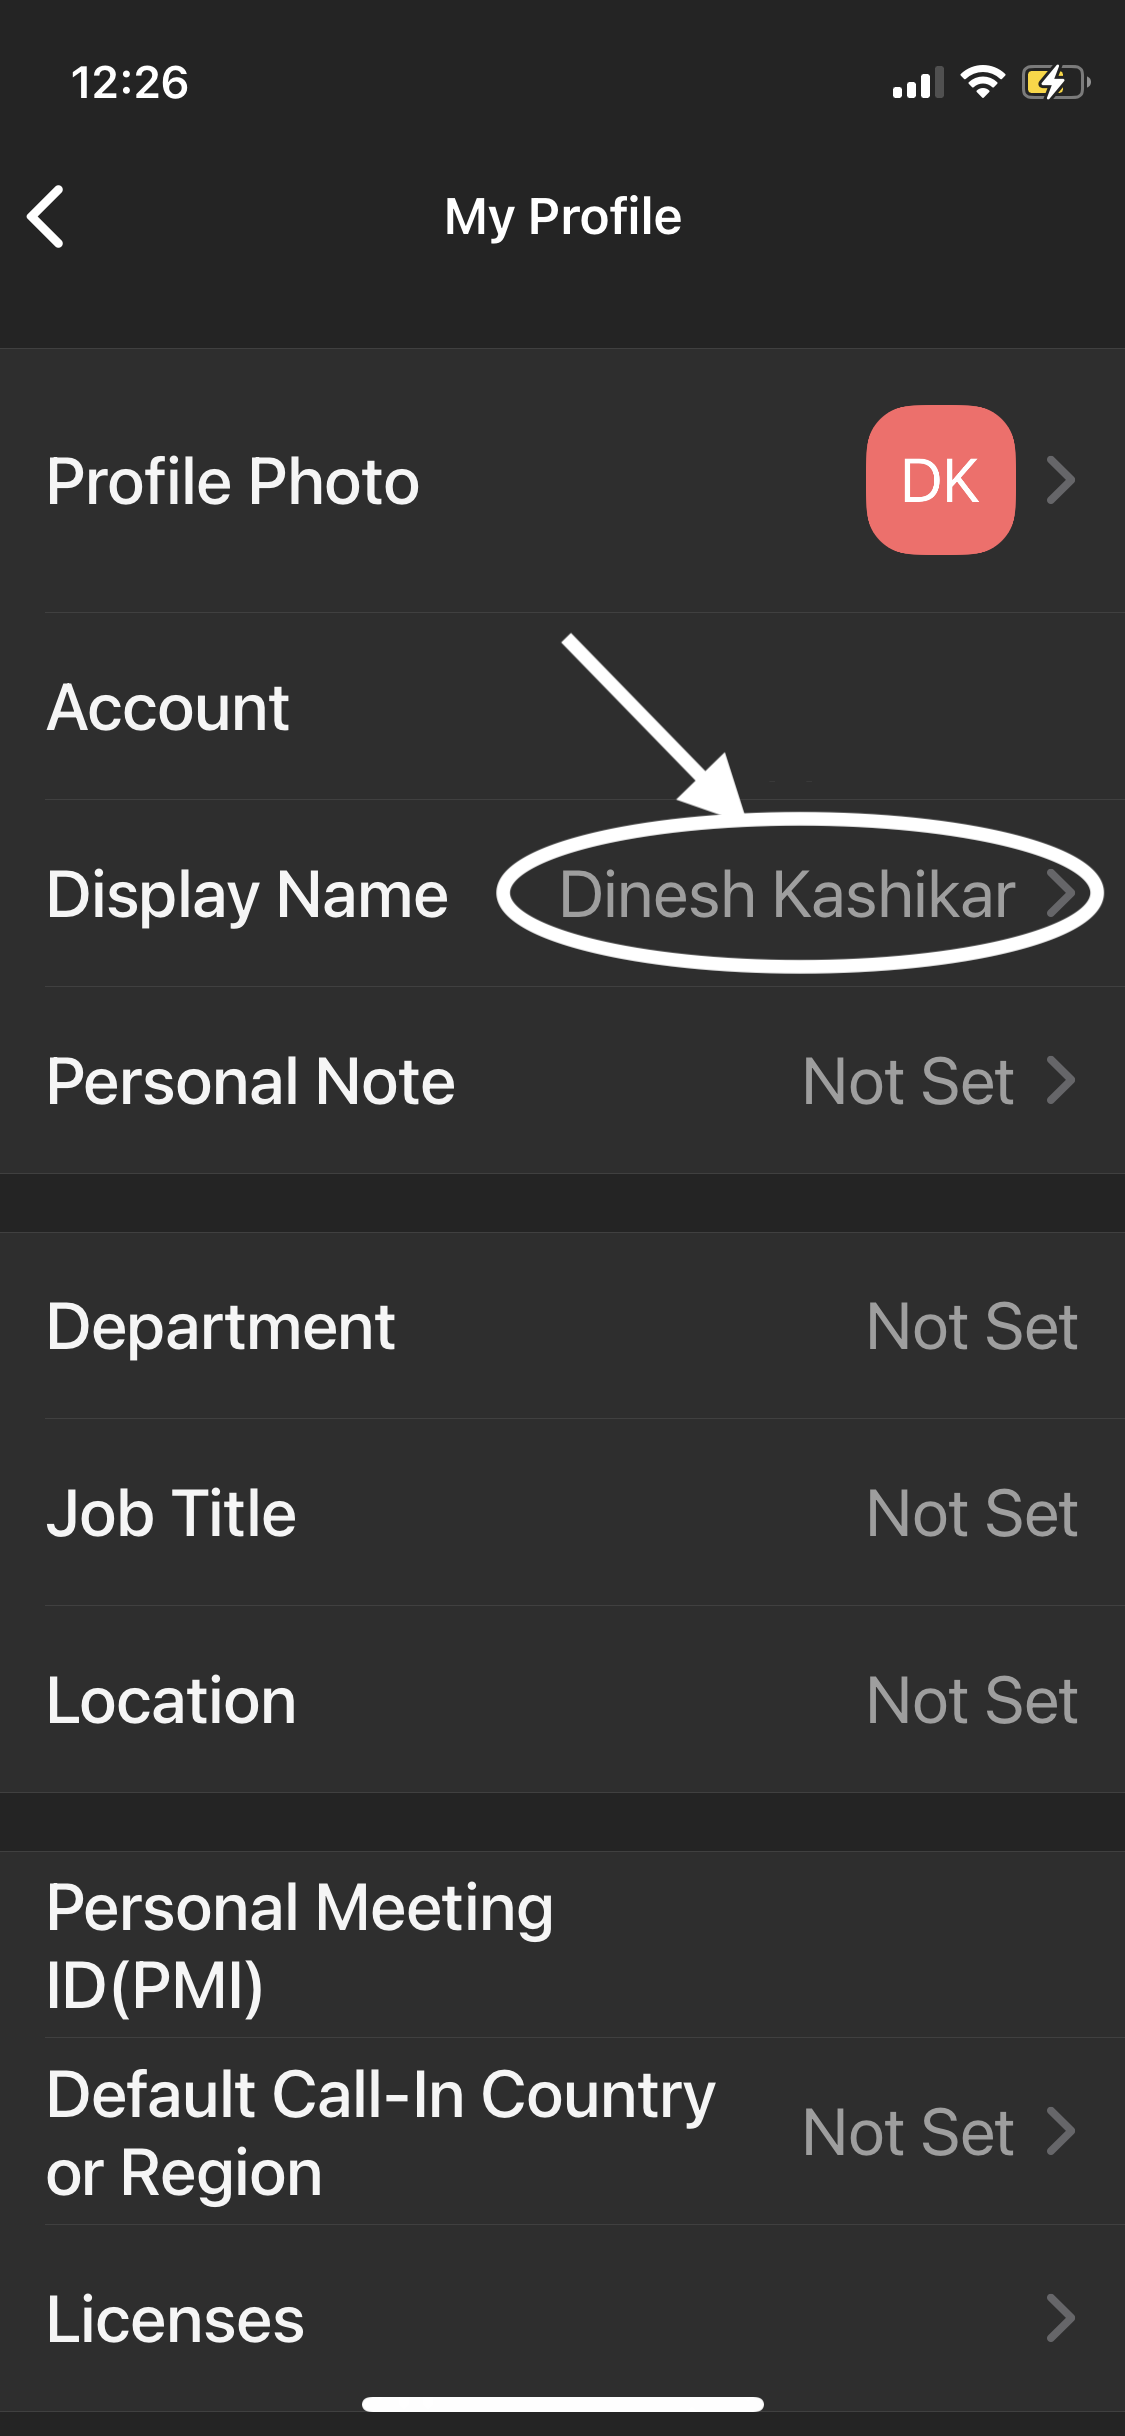 12:26
My Profile
Profile Photo
DK
Account
Display Name Dinesh Kashikar
Personal Note Not Set
Department Not Set
Job Title Not Set
Location Not Set
Personal Meeting
ID(PMI)
Default Call-In Country
or Region
Not Set
Licenses